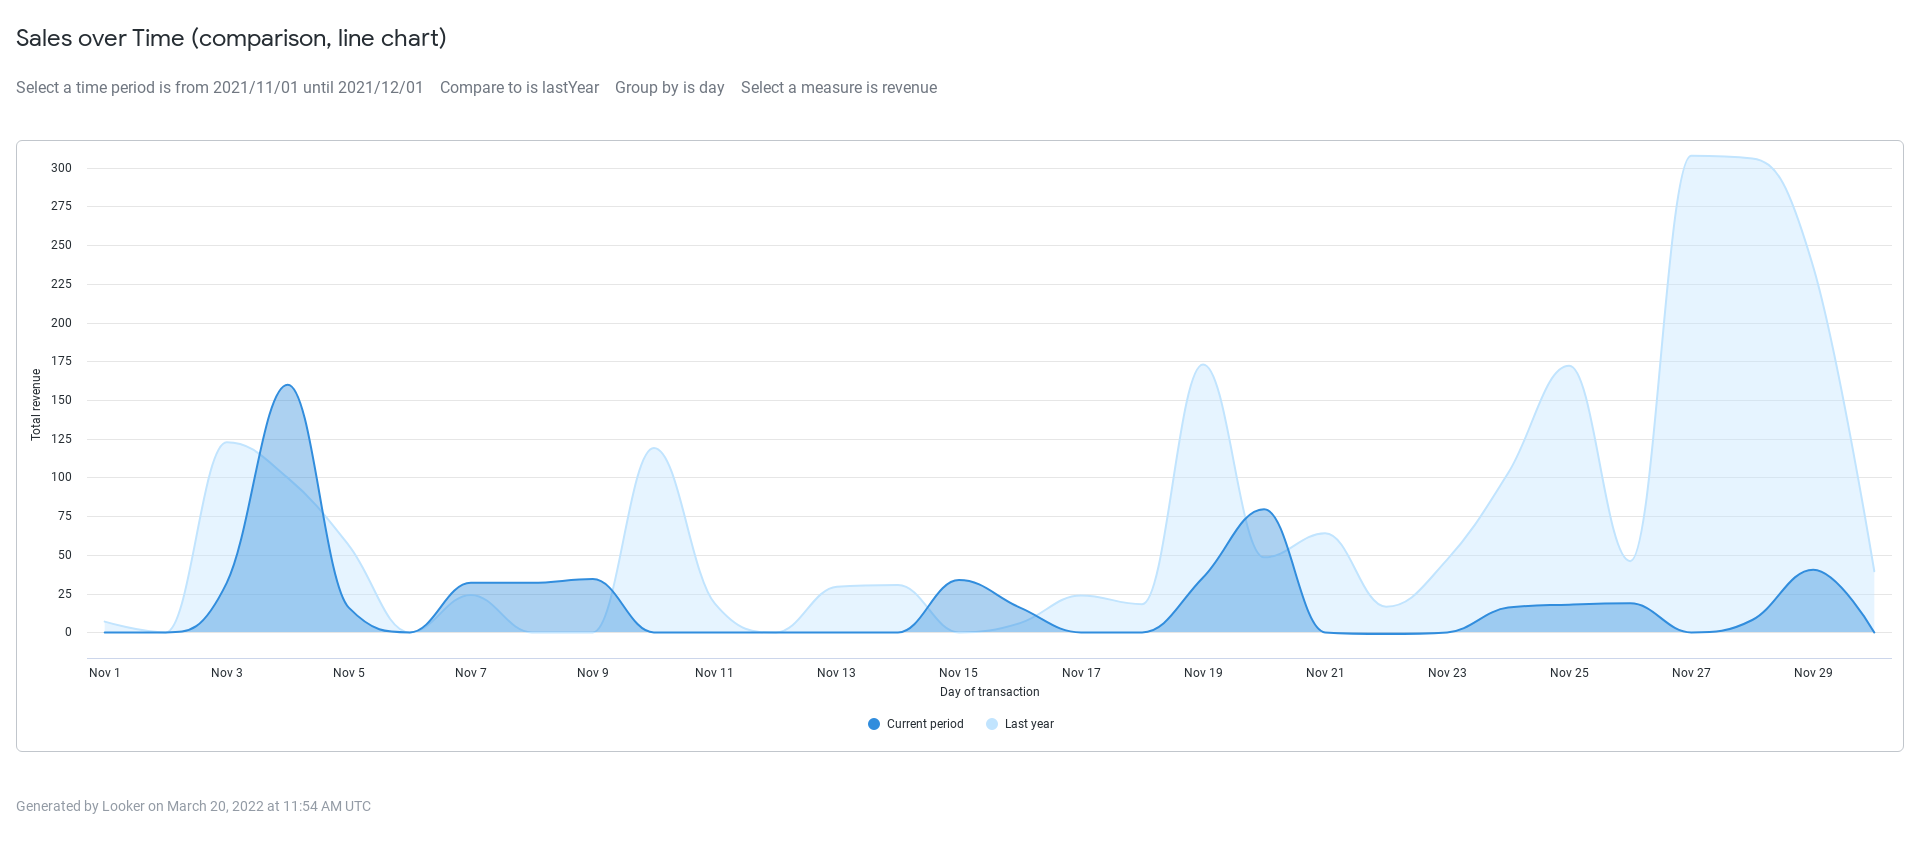 Sales over Time (comparison, line chart)
Select a time period is from 2021/11/01 until 2021/12/01 Compare to is lastYear Group by is day Select a measure is revenue
300
275
250
225
200
175
150
125
100
75
50
25
0
Total revenue
Nov 1 Nov 3 Nov 5 Nov 7 Nov 9 Nov 11 Nov 13 Nov 15 Nov 17 Nov 19 Nov 21 Nov 23 Nov 25 Nov 27 Nov 29
Day of transaction
Current period Last year
Generated by Looker on March 20, 2022 at 11:54 AM UTC